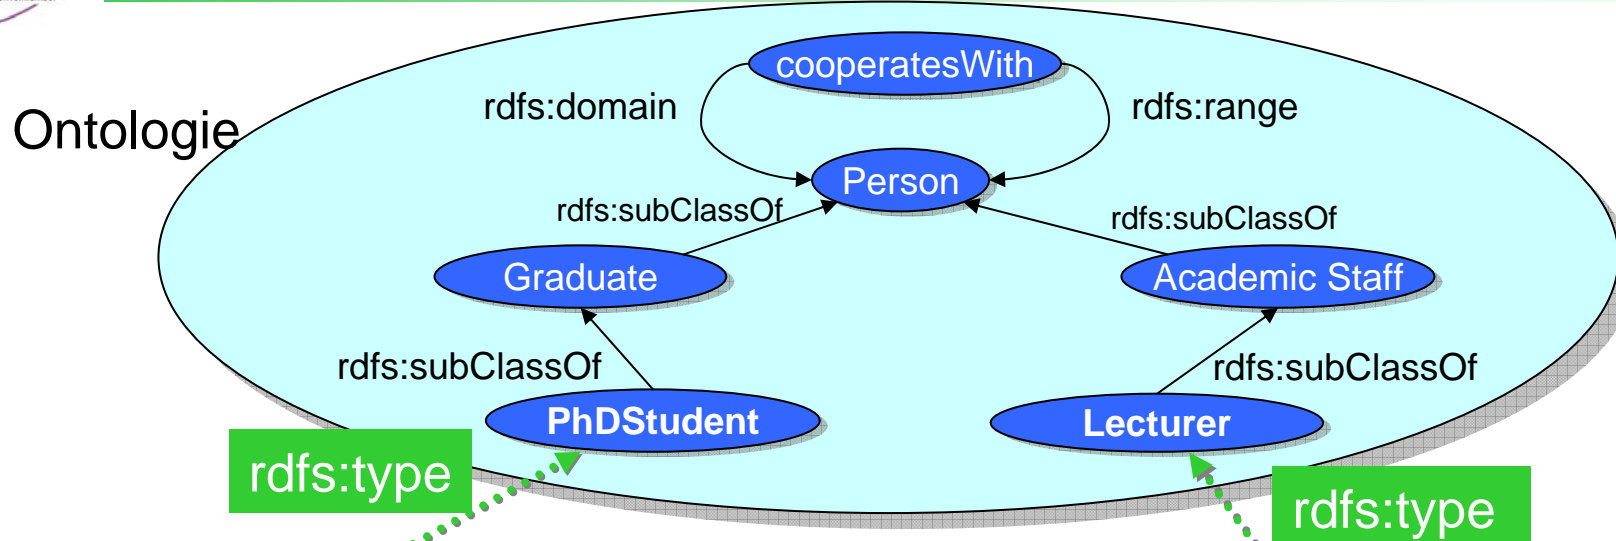 cooperatesWith
rdfs:domain
rdfs:range
Ontologie
Person
rdfs:subClassOf
rdfs:subClassOf
Graduate
Academic Staff
rdfs:subClassOf
rdfs:subClassOf
PhDStudent
Lecturer
rdfs:type
rdfs:type